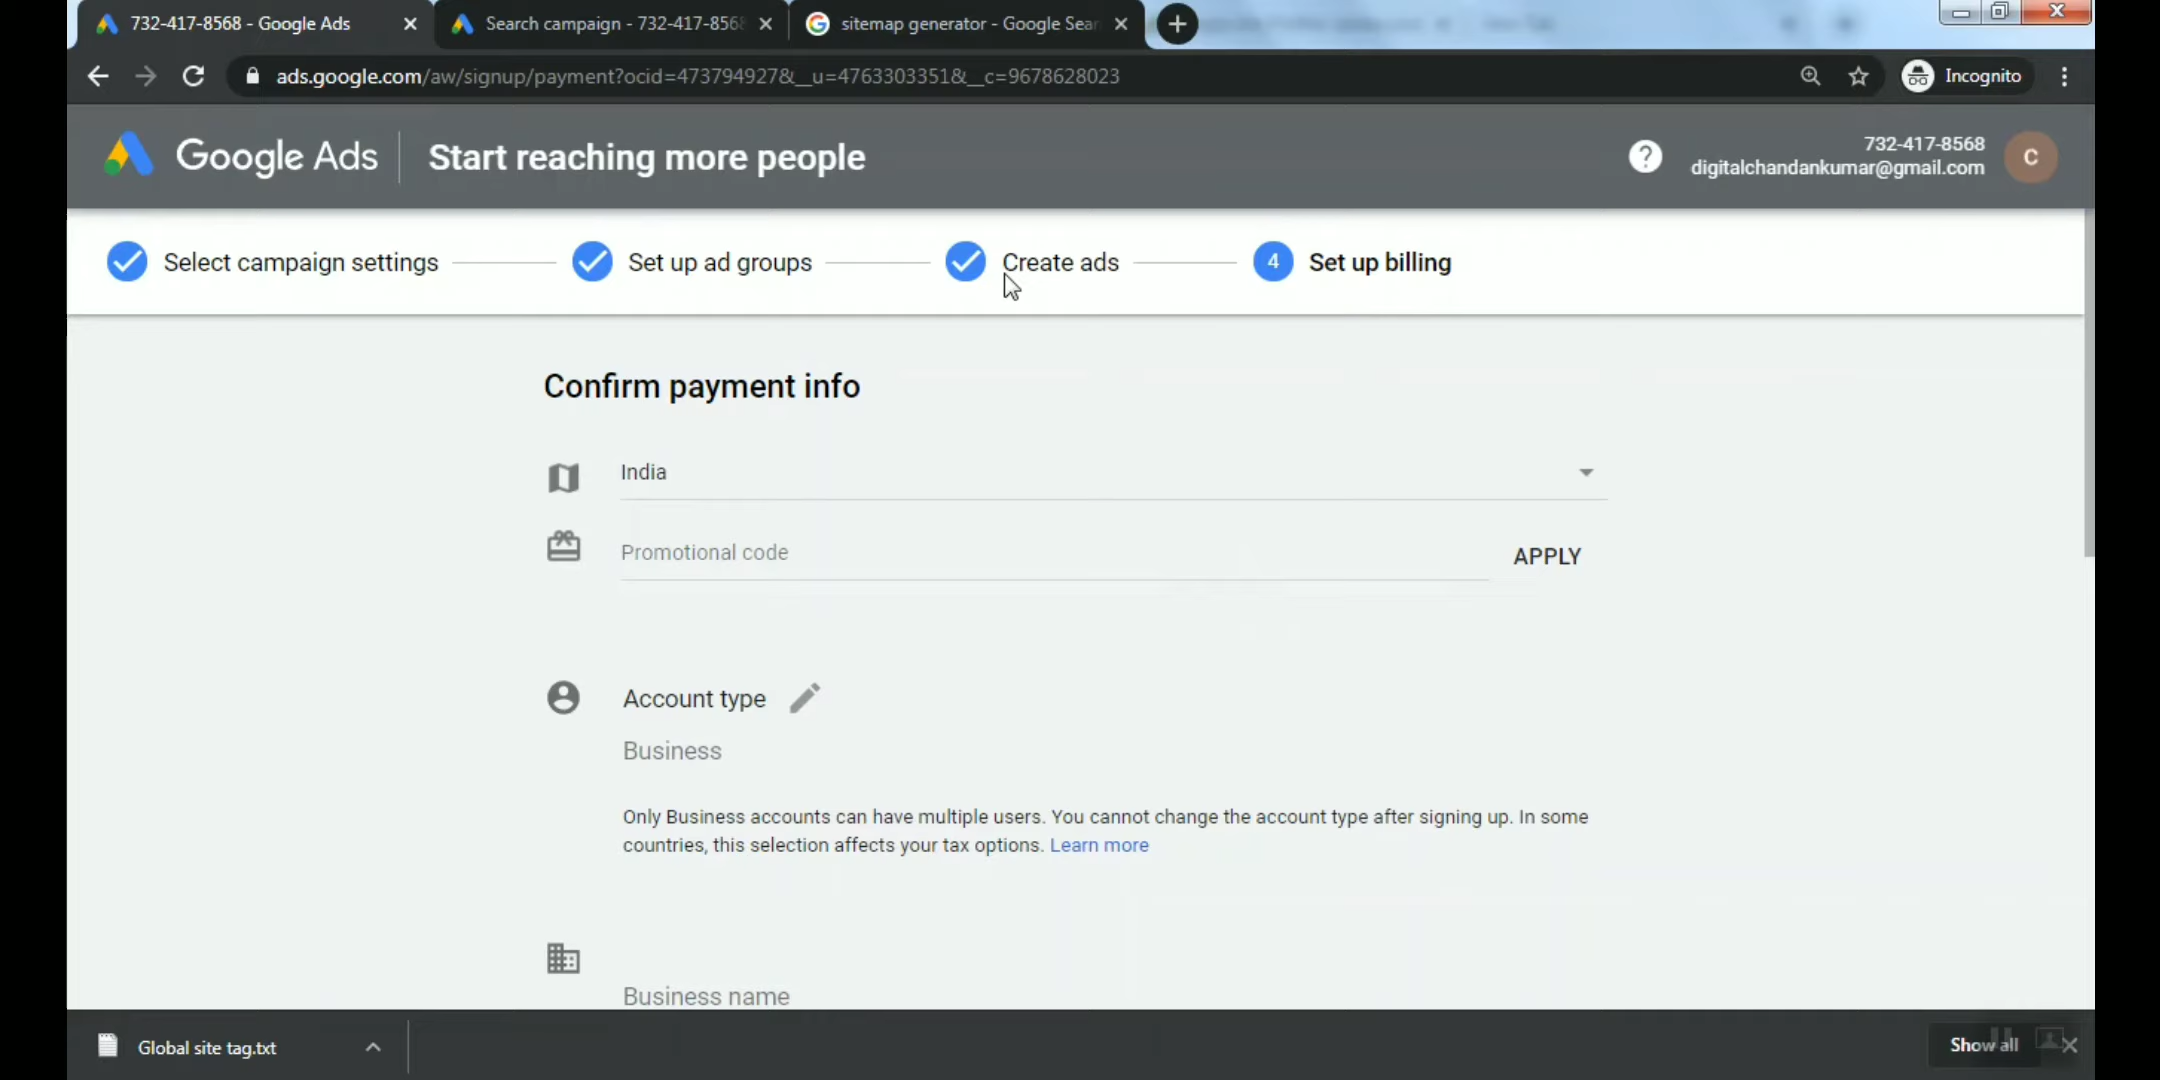 732-417-8568 - Google Ads
Search campaign - 732-417-8568
sitemap generator - Google Sear
ads.google.com/aw/signup/payment?ocid=473794927&__u=4763303351&__c=9678628023
Incognito
Google Ads
Start reaching more people
?
732-417-8568
digitalchandankumar@gmail.com
C
Select campaign settings
Set up ad groups
Create ads
4
Set up billing
Confirm payment info
India
Promotional code
APPLY
Account type
Business
Only Business accounts can have multiple users. You cannot change the account type after signing up. In some
countries, this selection affects your tax options. Learn more
Business name
Global site tag.txt
Show all